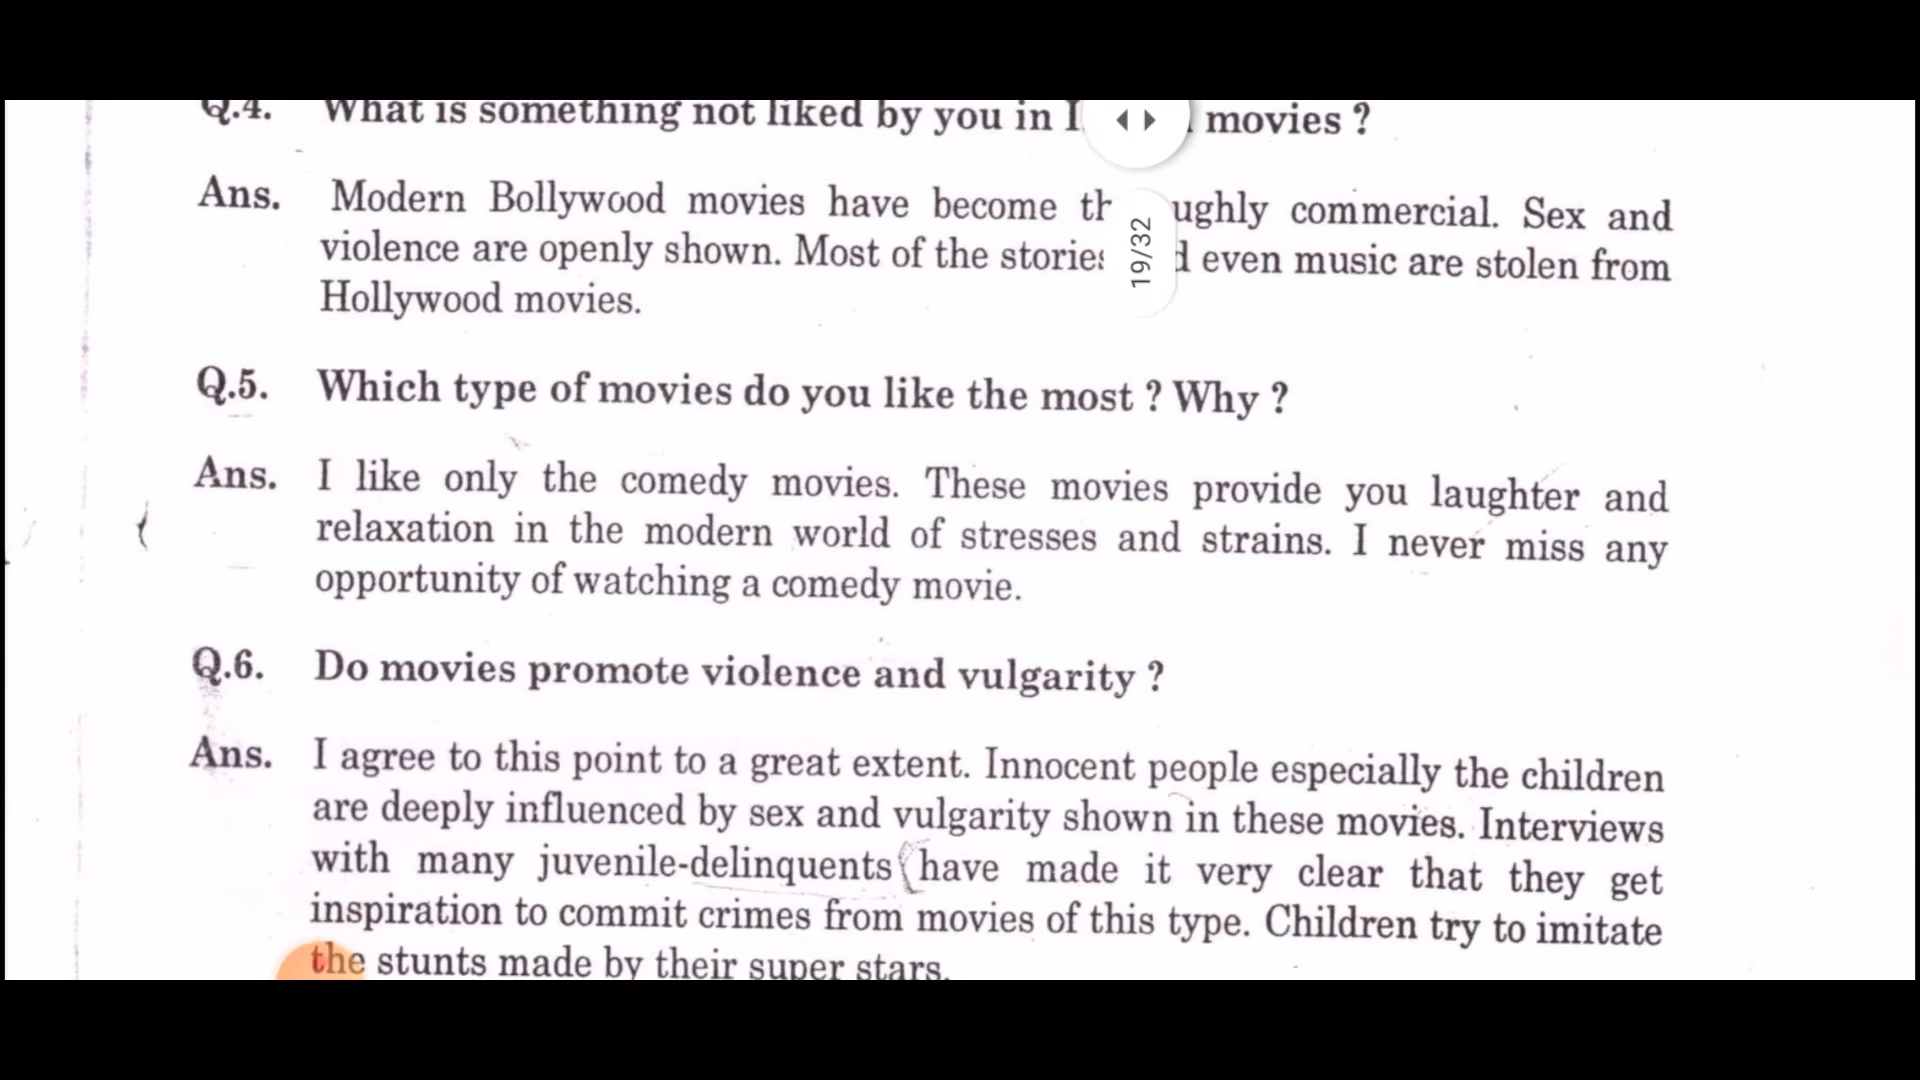 Q.4. What is something not liked by you in movies ?
Ans. Modern Bollywood movies have become commercial. Sex and
violence are openly shown. Most of the even music are stolen from
Hollywood movies.
Q.5. Which type of movies do you like the most ? Why ?
Ans. I like only the comedy movies. These movies provide you laughter and
relaxation in the modern world of stresses and strains. I never miss any
opportunity of watching a comedy movie.
Q.6. Do movies promote violence and vulgarity ?
Ans. I agree to this point to a great extent. Innocent people especially the children
are deeply influenced by sex and vulgarity shown in these movies. Interviews
with many juvenile-delinquents have made it very clear that they get
inspiration to commit crimes from movies of this type. Children try to imitate
the stunts made by their super stars.
19/32